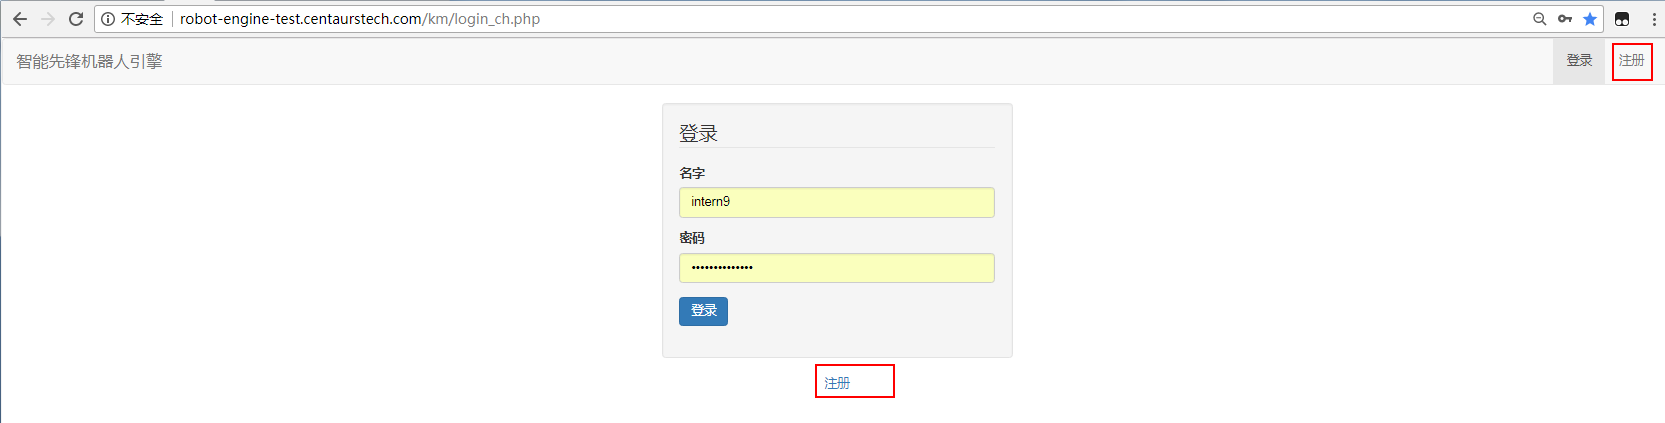 不安全 robot-engine-test.centaurstech.com/km/login_ch.php
智能先锋机器人引擎 登录 注册
登录
名字
intern9
密码
••••••••••••••
登录
注册